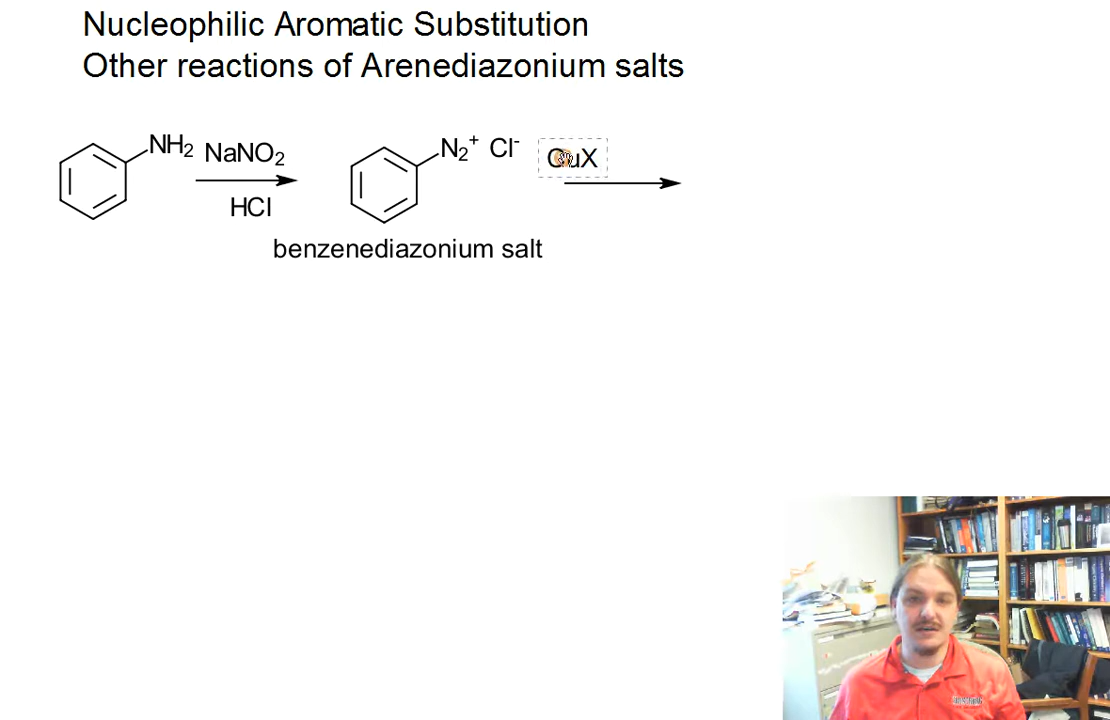 Nucleophilic Aromatic Substitution
Other reactions of Arenediazonium salts
NH₂ NaNO₂ N₂⁺ Cl⁻ CuX
HCl
benzenediazonium salt